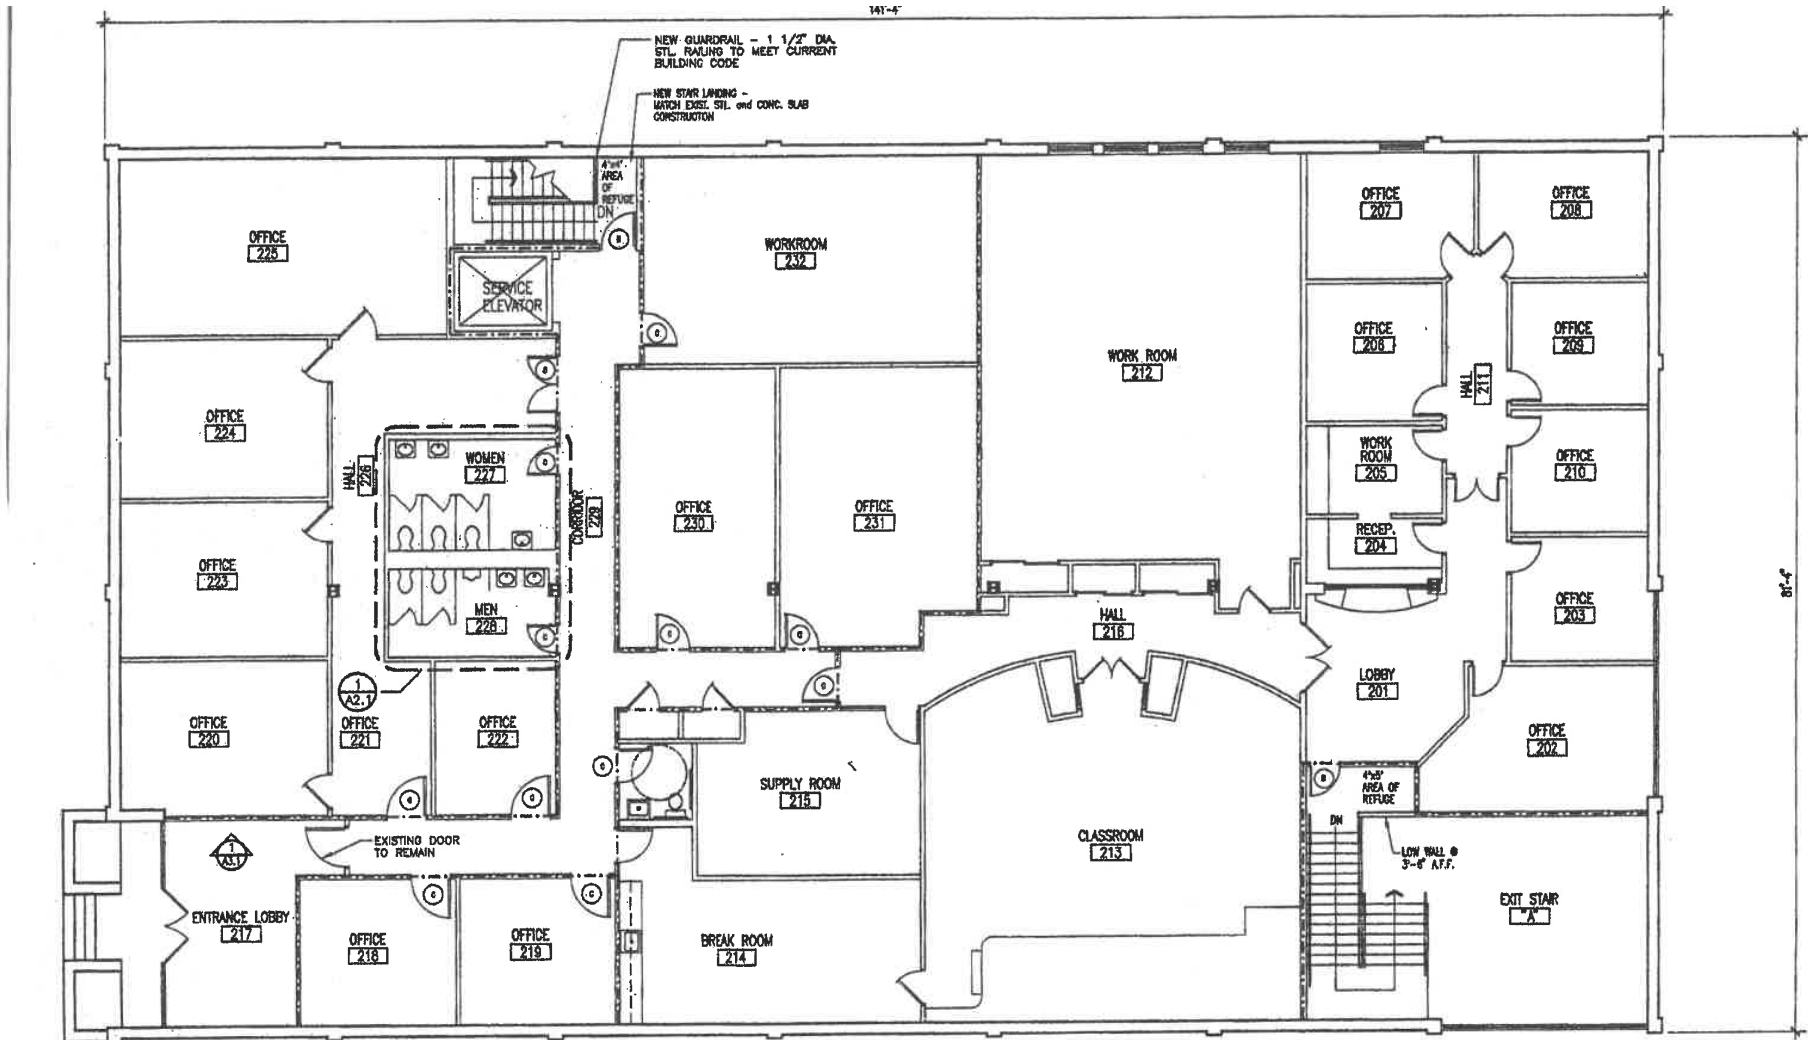 141'-4"
NEW GUARDRAIL - 1 1/2" DIA.
STL. RAILING TO MEET CURRENT
BUILDING CODE
NEW STAIR LANDING -
MATCH EXIST. STL. and CONC. SLAB
CONSTRUCTON
4'x4'
AREA
OF
REFUGE
DN
B
OFFICE
225
SERVICE
ELEVATOR
WORKROOM
232
C
WORK ROOM
212
OFFICE
207
OFFICE
208
OFFICE
209
HALL
211
OFFICE
224
HALL
226
WOMEN
227
C
CORRIDOR
229
OFFICE
230
OFFICE
231
WORK
ROOM
205
OFFICE
210
RECEP.
204
OFFICE
223
MEN
228
C
C
C
HALL
216
OFFICE
203
81'-4"
LOBBY
201
1
A2.1
OFFICE
220
OFFICE
221
OFFICE
222
C
C
C
C
SUPPLY ROOM
215
OFFICE
202
B
4'x5'
AREA OF
REFUGE
DN
LOW WALL @
3'-6" A.F.F.
1
A3.1
EXISTING DOOR
TO REMAIN
CLASSROOM
213
ENTRANCE LOBBY
217
C
C
OFFICE
218
OFFICE
219
BREAK ROOM
214
EXIT STAIR
"A"